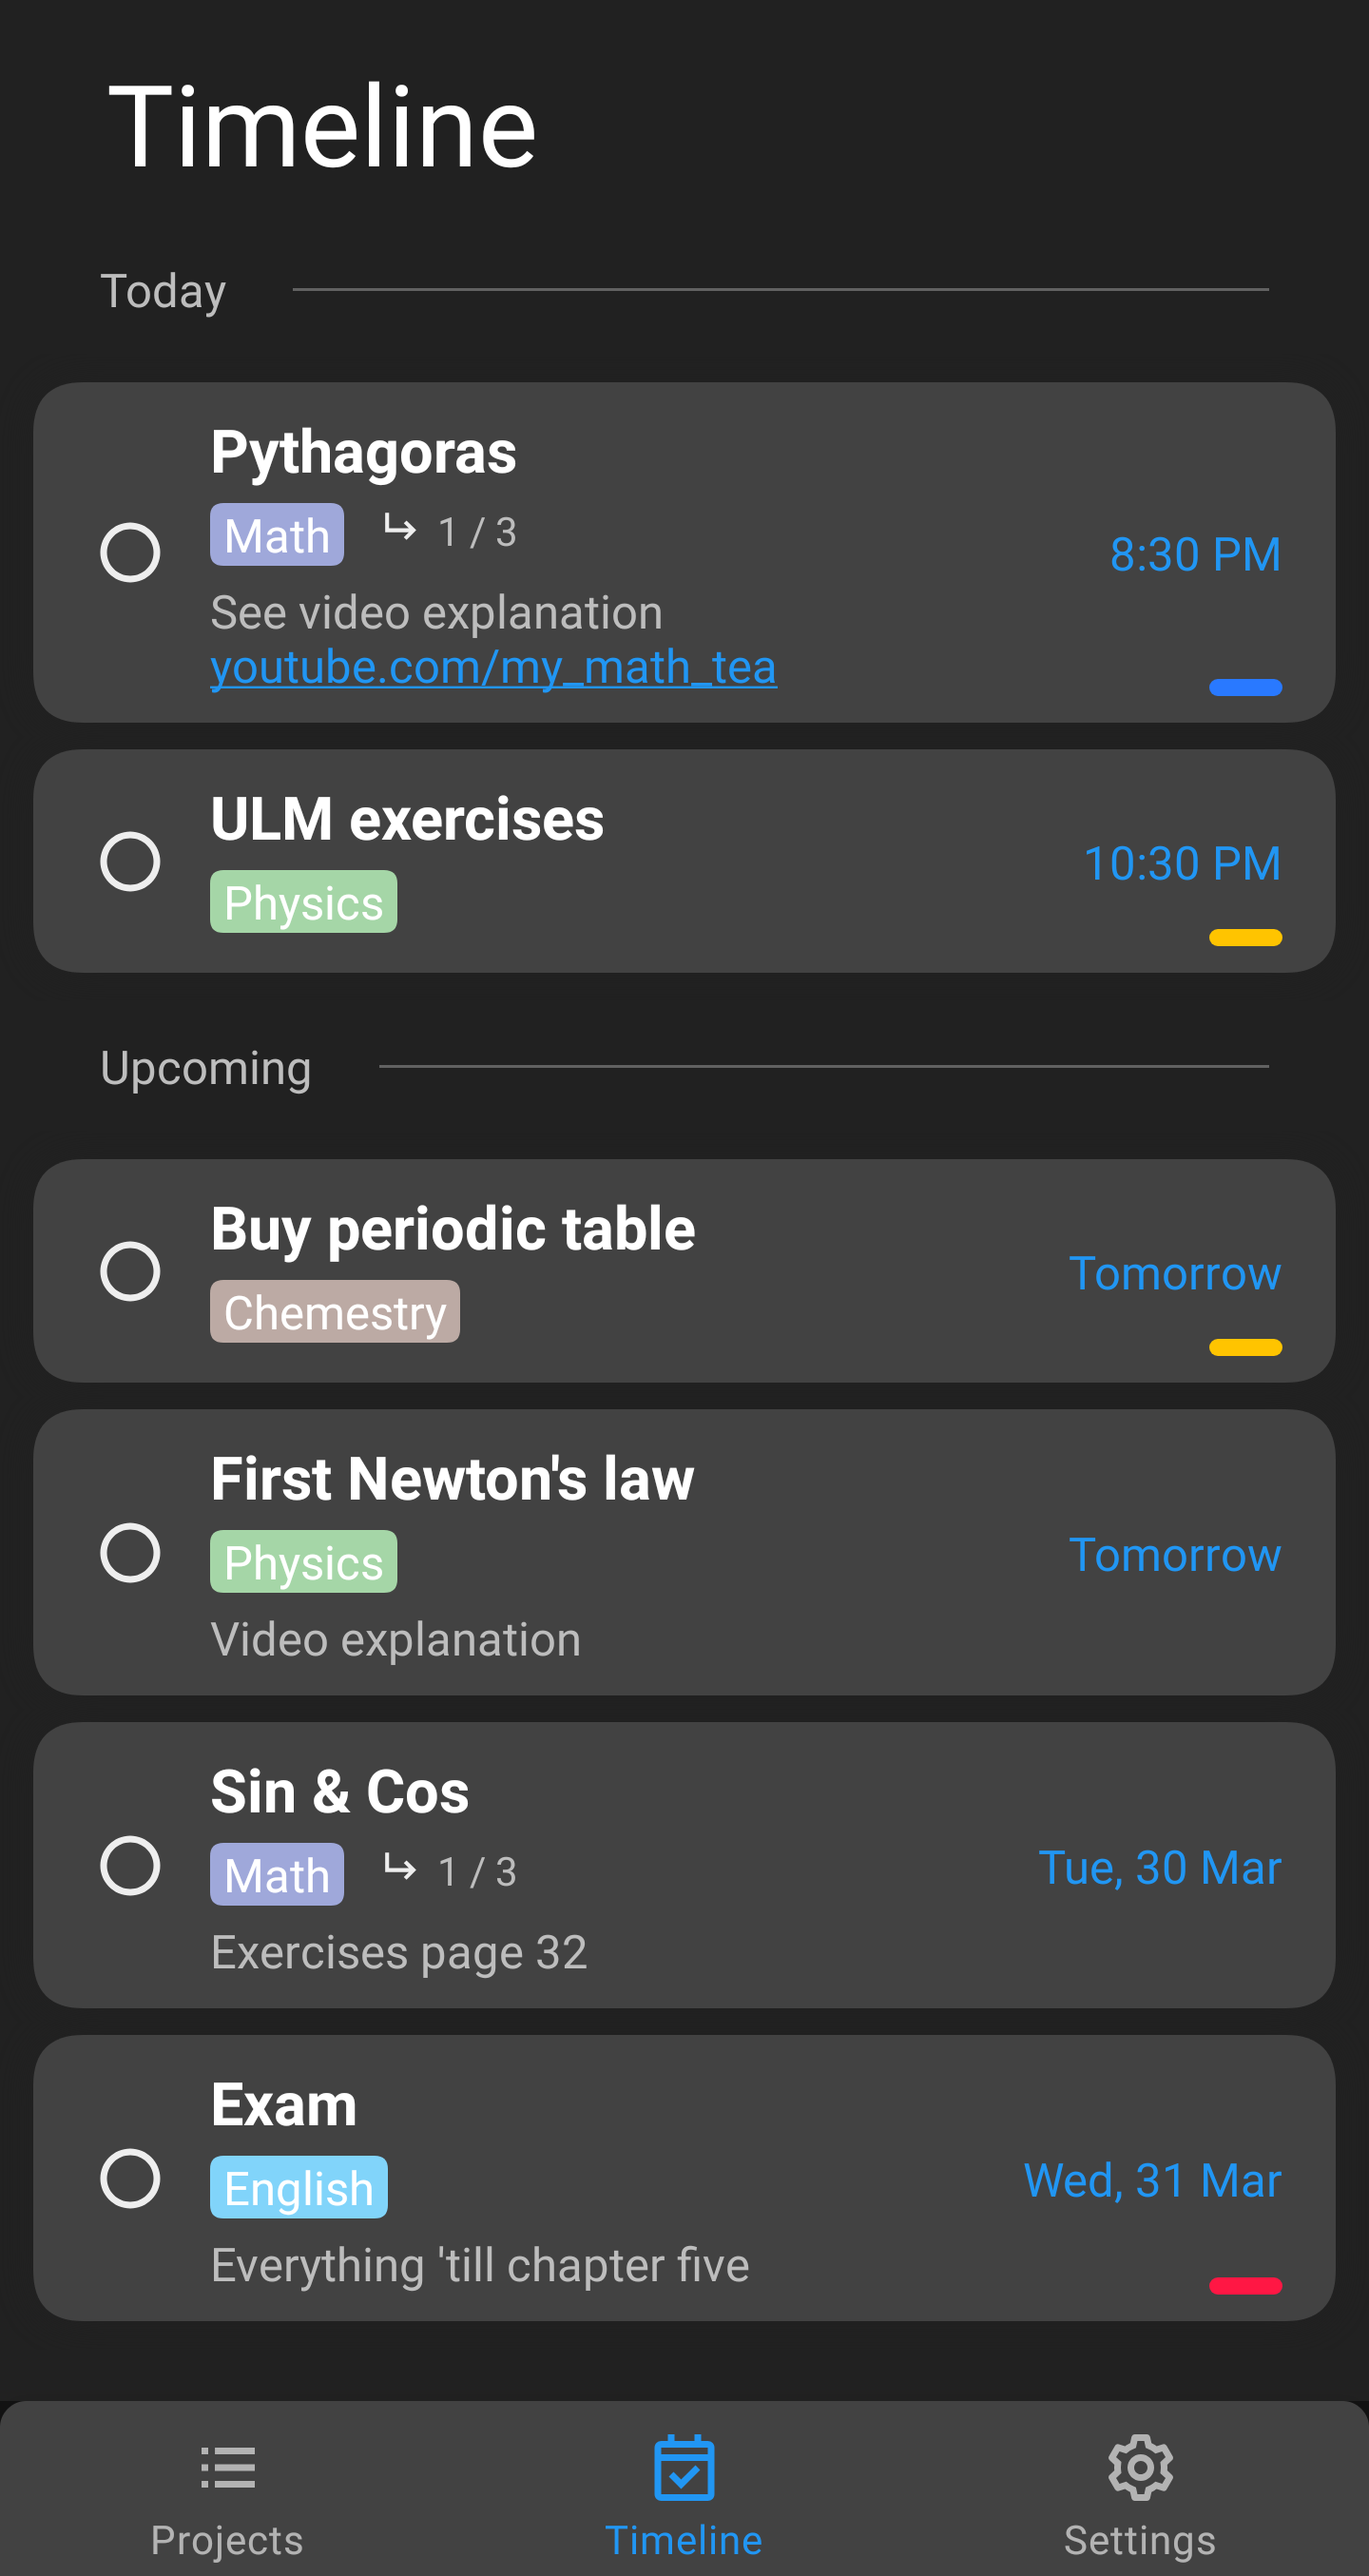 Timeline
Today
Pythagoras
Math 1 / 3
See video explanation
youtube.com/my_math_tea
8:30 PM
ULM exercises
Physics
10:30 PM
Upcoming
Buy periodic table
Chemestry
Tomorrow
First Newton's law
Physics
Video explanation
Tomorrow
Sin & Cos
Math 1 / 3
Exercises page 32
Tue, 30 Mar
Exam
English
Everything 'till chapter five
Wed, 31 Mar
Projects
Timeline
Settings